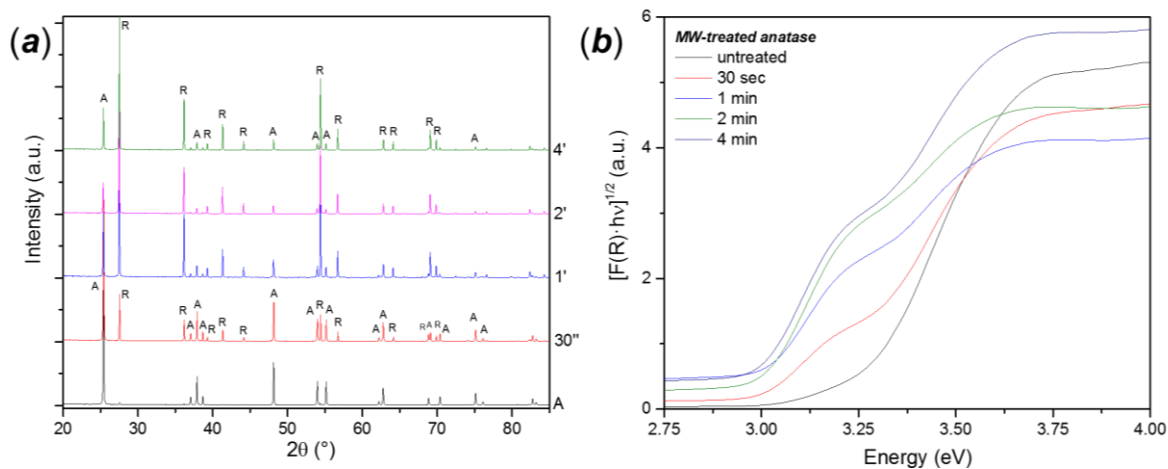 (a)
Intensity (a.u.)
R
A
R
R
R
A R
R
A
A
R
A
R
R R
R
R
A
4'
2'
1'
A
R
R
A
A
A
R
R
R
A
A
R
A
R
A
A
R
R
A
R
A
A
A
30"
A
20 30 40 50 60 70 80
2θ (°)
(b)
[F(R)·hν]1/2 (a.u.)
MW-treated anatase
untreated
30 sec
1 min
2 min
4 min
6
4
2
0
2.75 3.00 3.25 3.50 3.75 4.00
Energy (eV)